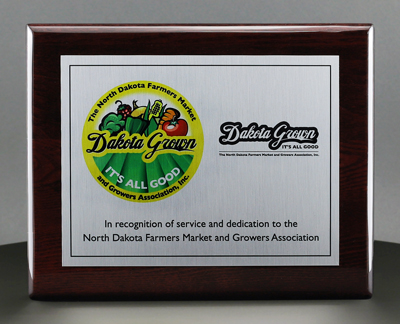 The North Dakota Farmers Market
Dakota Grown
IT'S ALL GOOD
and Growers Association, Inc.
Dakota Grown
IT'S ALL GOOD
The North Dakota Farmers Market and Growers Association, Inc.
In recognition of service and dedication to the
North Dakota Farmers Market and Growers Association